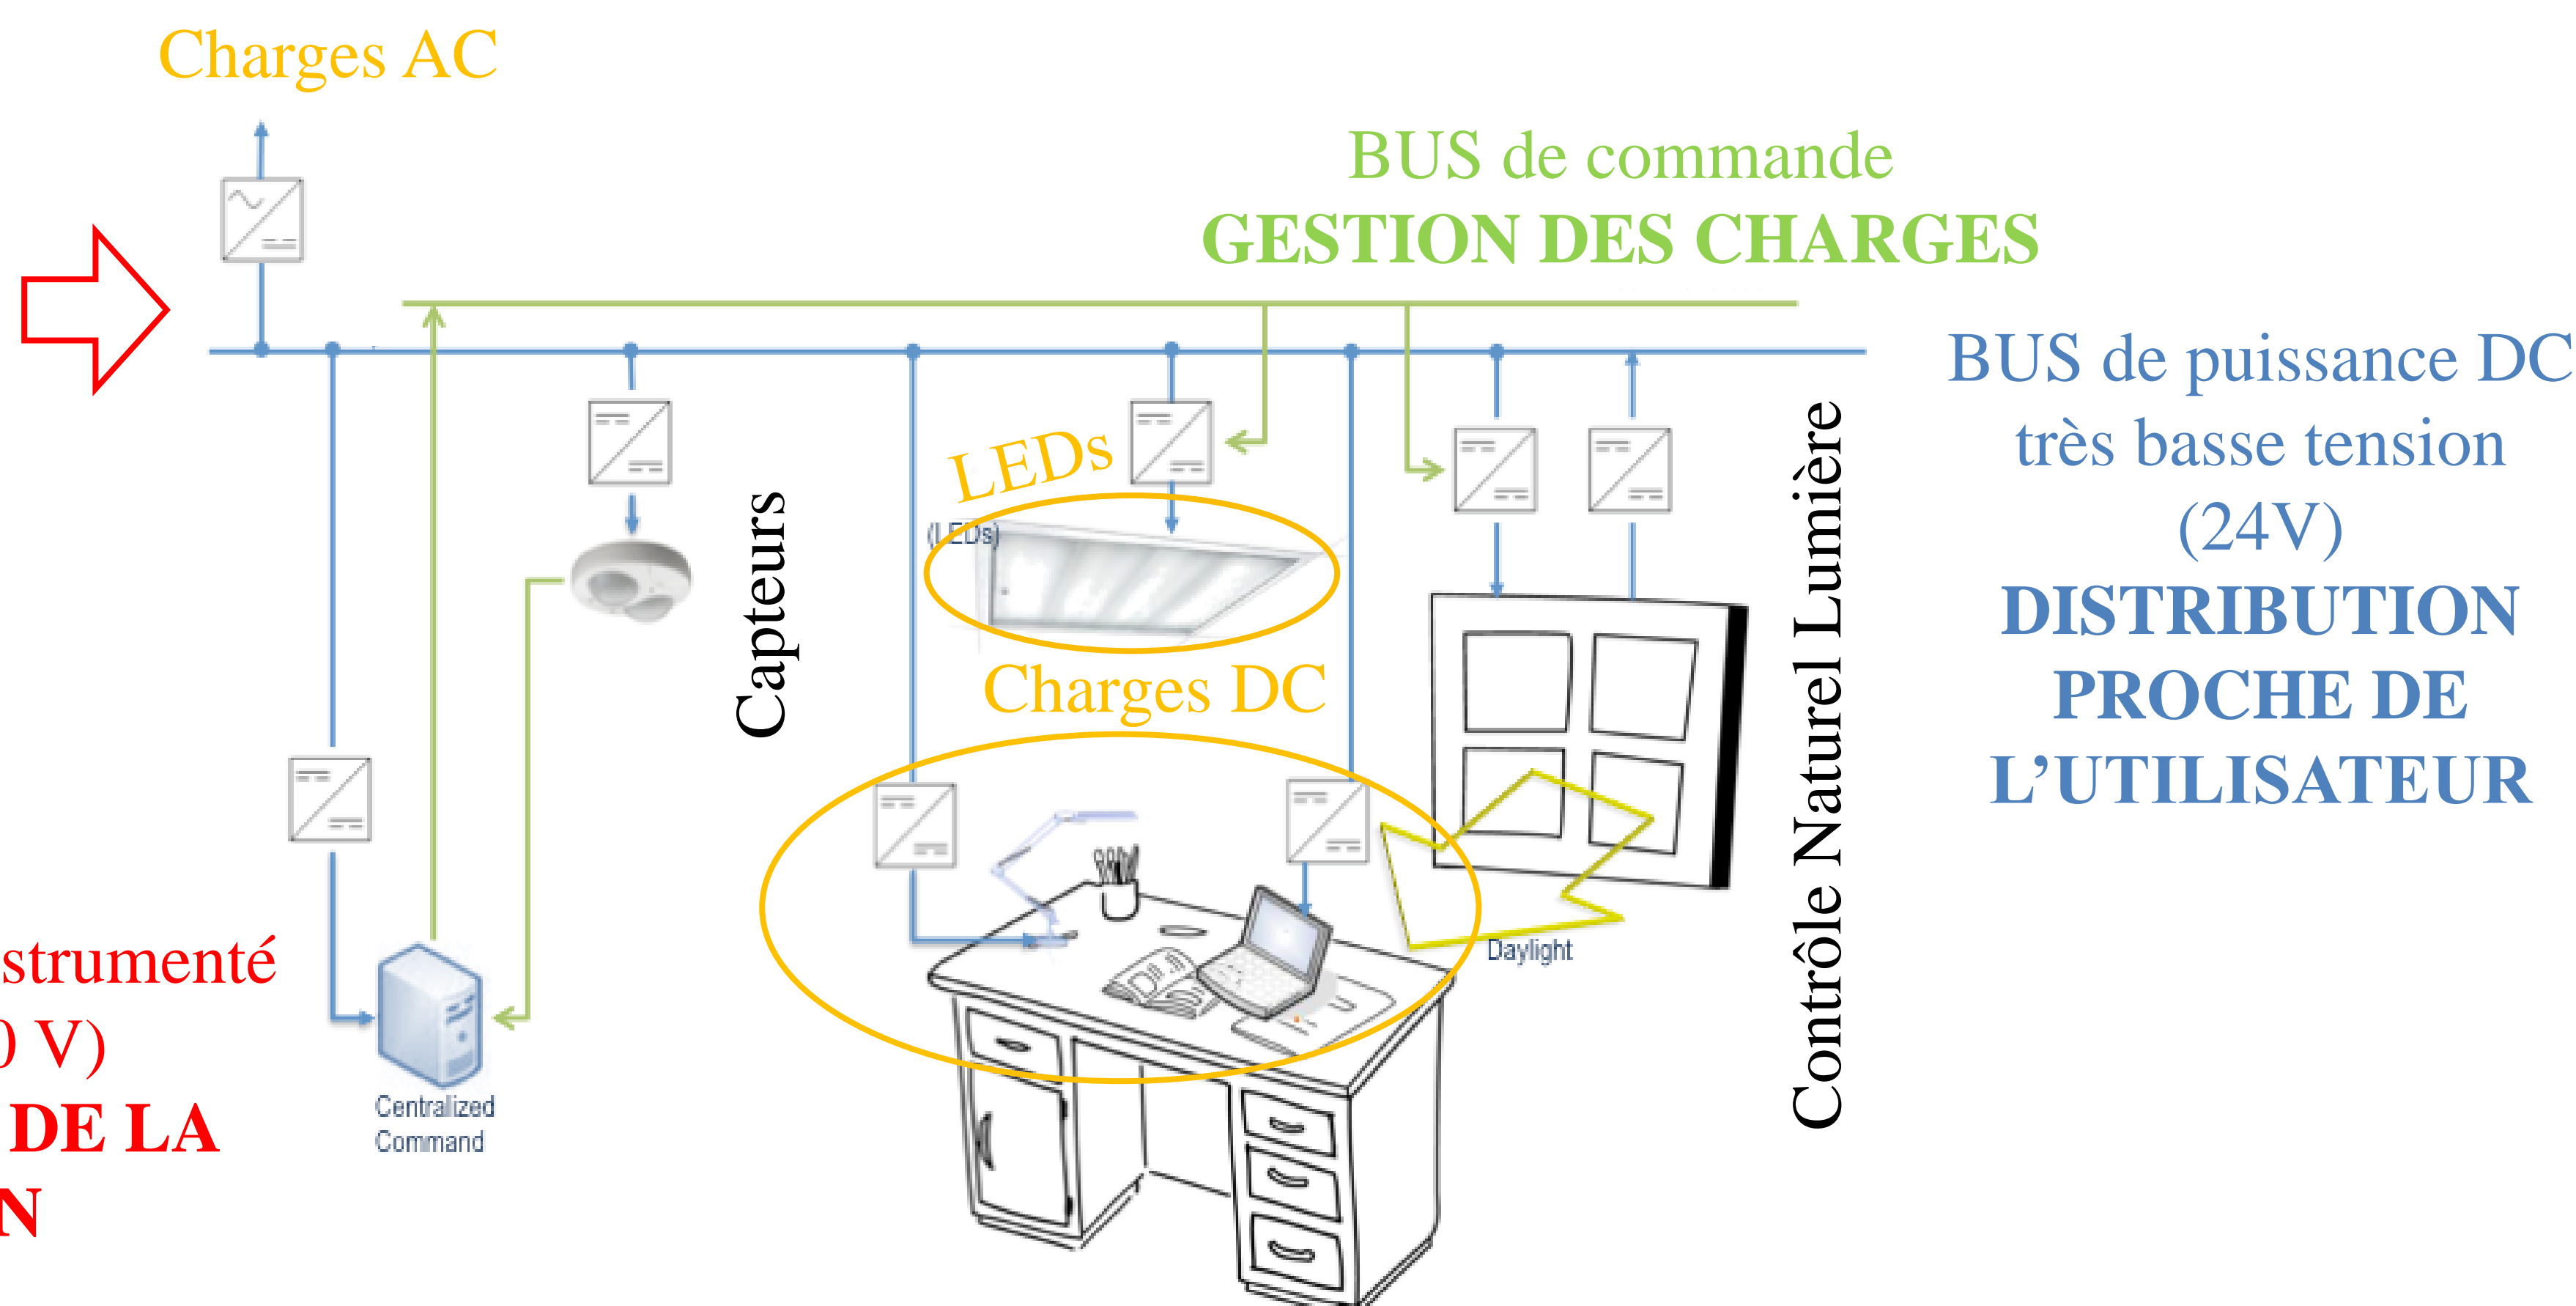 Charges AC
BUS de commande
GESTION DES CHARGES
BUS de puissance DC
très basse tension
(24V)
DISTRIBUTION
PROCHE DE
L’UTILISATEUR
LEDs
(LEDs)
Capteurs
Charges DC
Contrôle Naturel Lumière
Daylight
strumenté
0 V)
DE LA
N
Centralized
Command